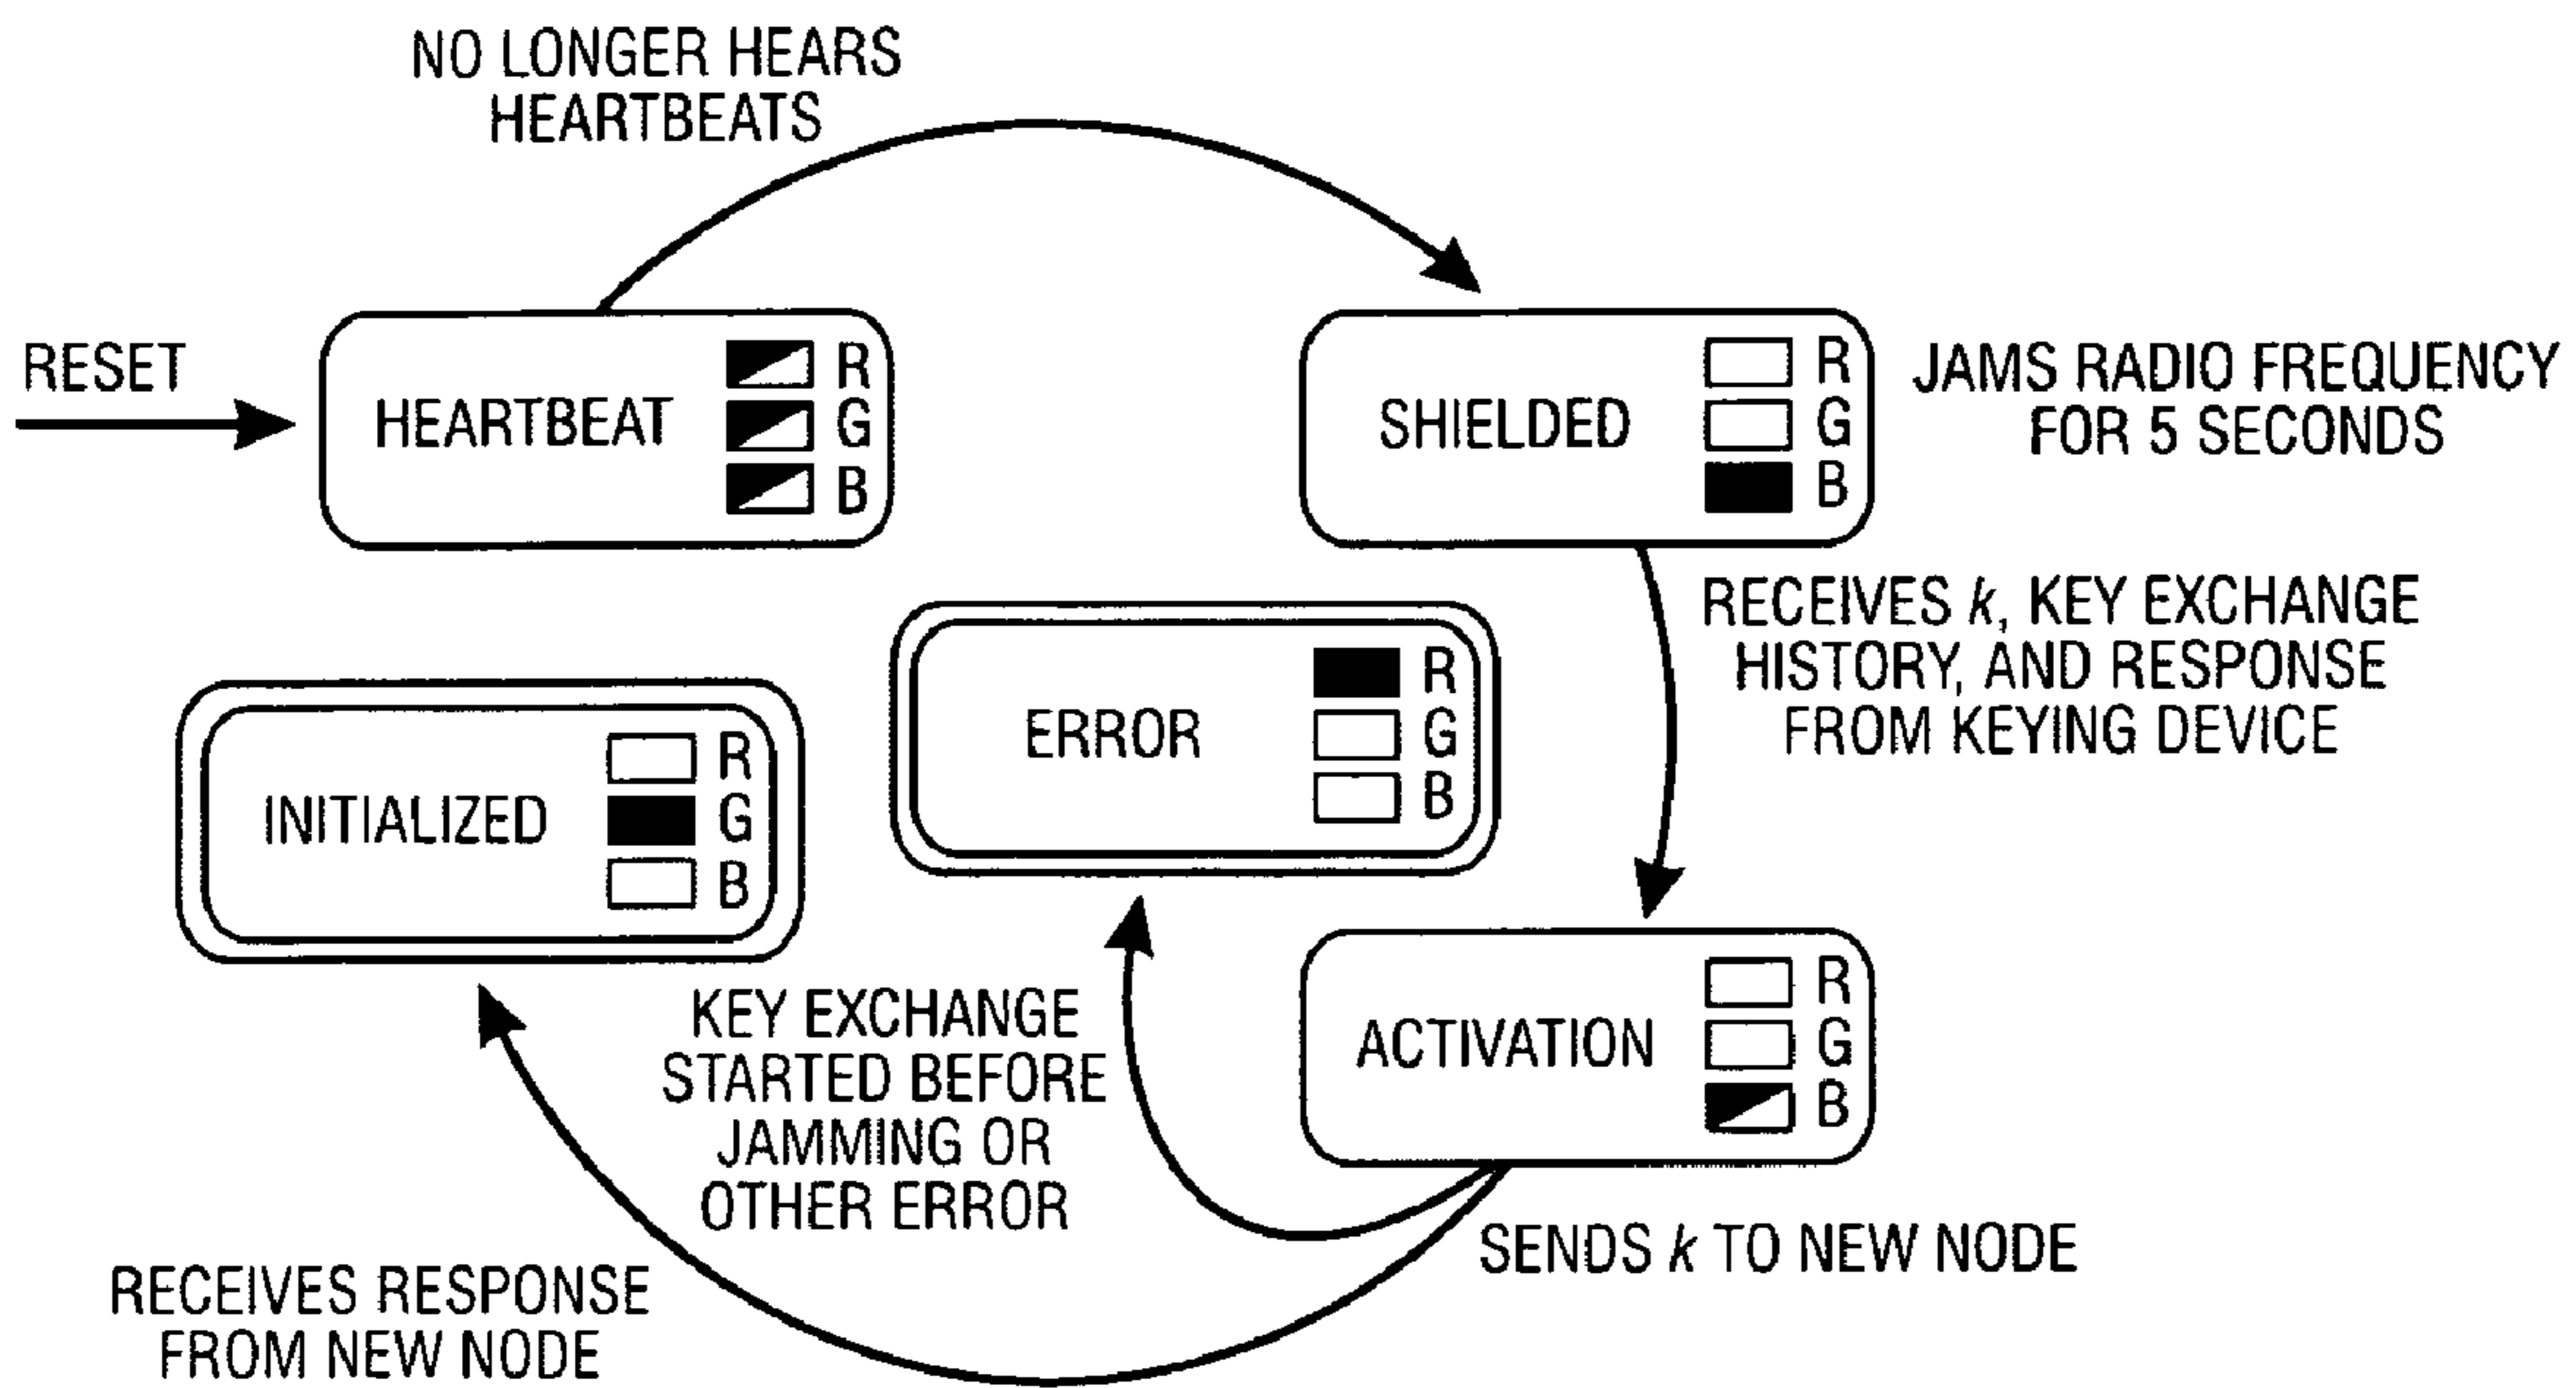 NO LONGER HEARS
HEARTBEATS
RESET
HEARTBEAT
R
G
B
SHIELDED
R
G
B
JAMS RADIO FREQUENCY
FOR 5 SECONDS
RECEIVES k, KEY EXCHANGE
HISTORY, AND RESPONSE
FROM KEYING DEVICE
ERROR
R
G
B
INITIALIZED
R
G
B
ACTIVATION
R
G
B
KEY EXCHANGE
STARTED BEFORE
JAMMING OR
OTHER ERROR
SENDS k TO NEW NODE
RECEIVES RESPONSE
FROM NEW NODE